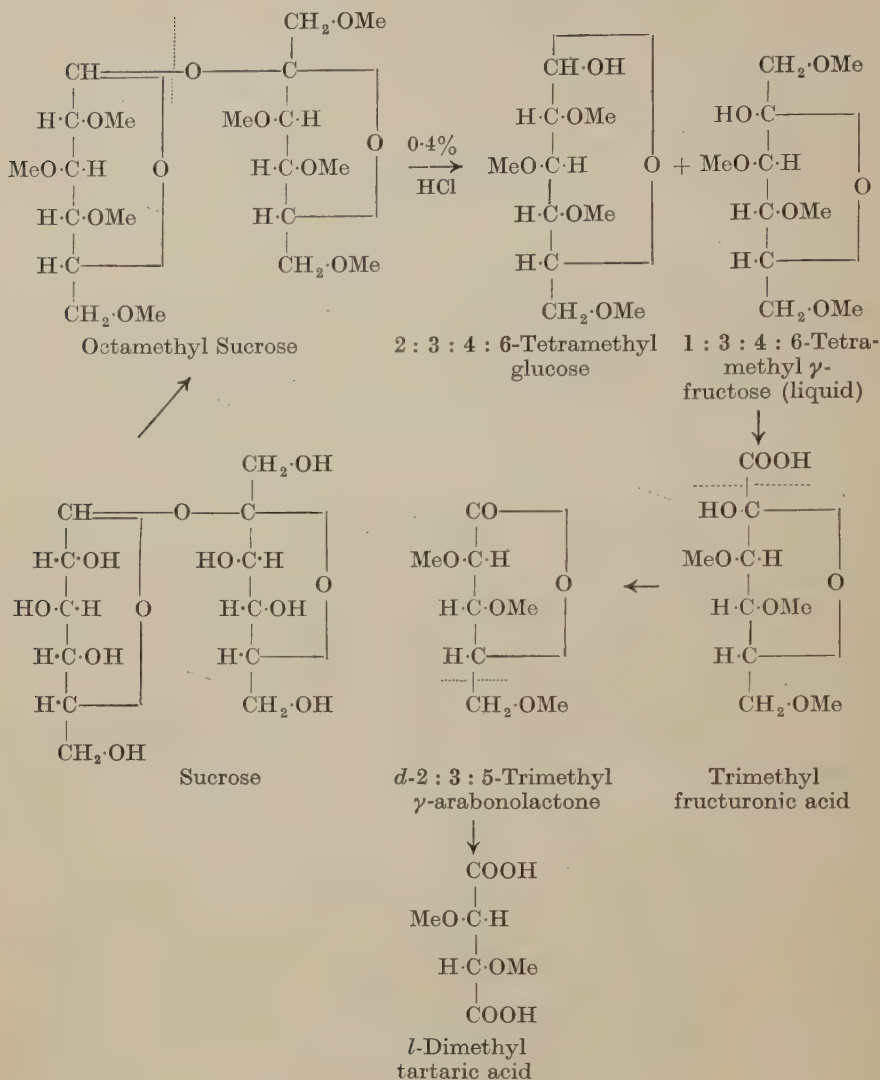 CH₂·OMe
CH O C
H·C·OMe MeO·C·H
MeO·C·H O H·C·OMe O
H·C·OMe H·C
H·C CH₂·OMe
CH₂·OMe
Octamethyl Sucrose
0·4%
HCl
CH·OH
H·C·OMe
MeO·C·H O
H·C·OMe
H·C
CH₂·OMe
2 : 3 : 4 : 6-Tetramethyl
glucose
+
CH₂·OMe
HO·C
MeO·C·H
O
H·C·OMe
H·C
CH₂·OMe
1 : 3 : 4 : 6-Tetra-
methyl γ-
fructose (liquid)
CH₂·OH
CH O C
H·C·OH HO·C·H
O
HO·C·H O H·C·OH
H·C·OH H·C
H·C CH₂·OH
CH₂·OH
Sucrose
CO
MeO·C·H
O
H·C·OMe
H·C
CH₂·OMe
d-2 : 3 : 5-Trimethyl
γ-arabonolactone
COOH
HO·C
MeO·C·H
O
H·C·OMe
H·C
CH₂·OMe
Trimethyl
fructuronic acid
COOH
MeO·C·H
H·C·OMe
COOH
l-Dimethyl
tartaric acid